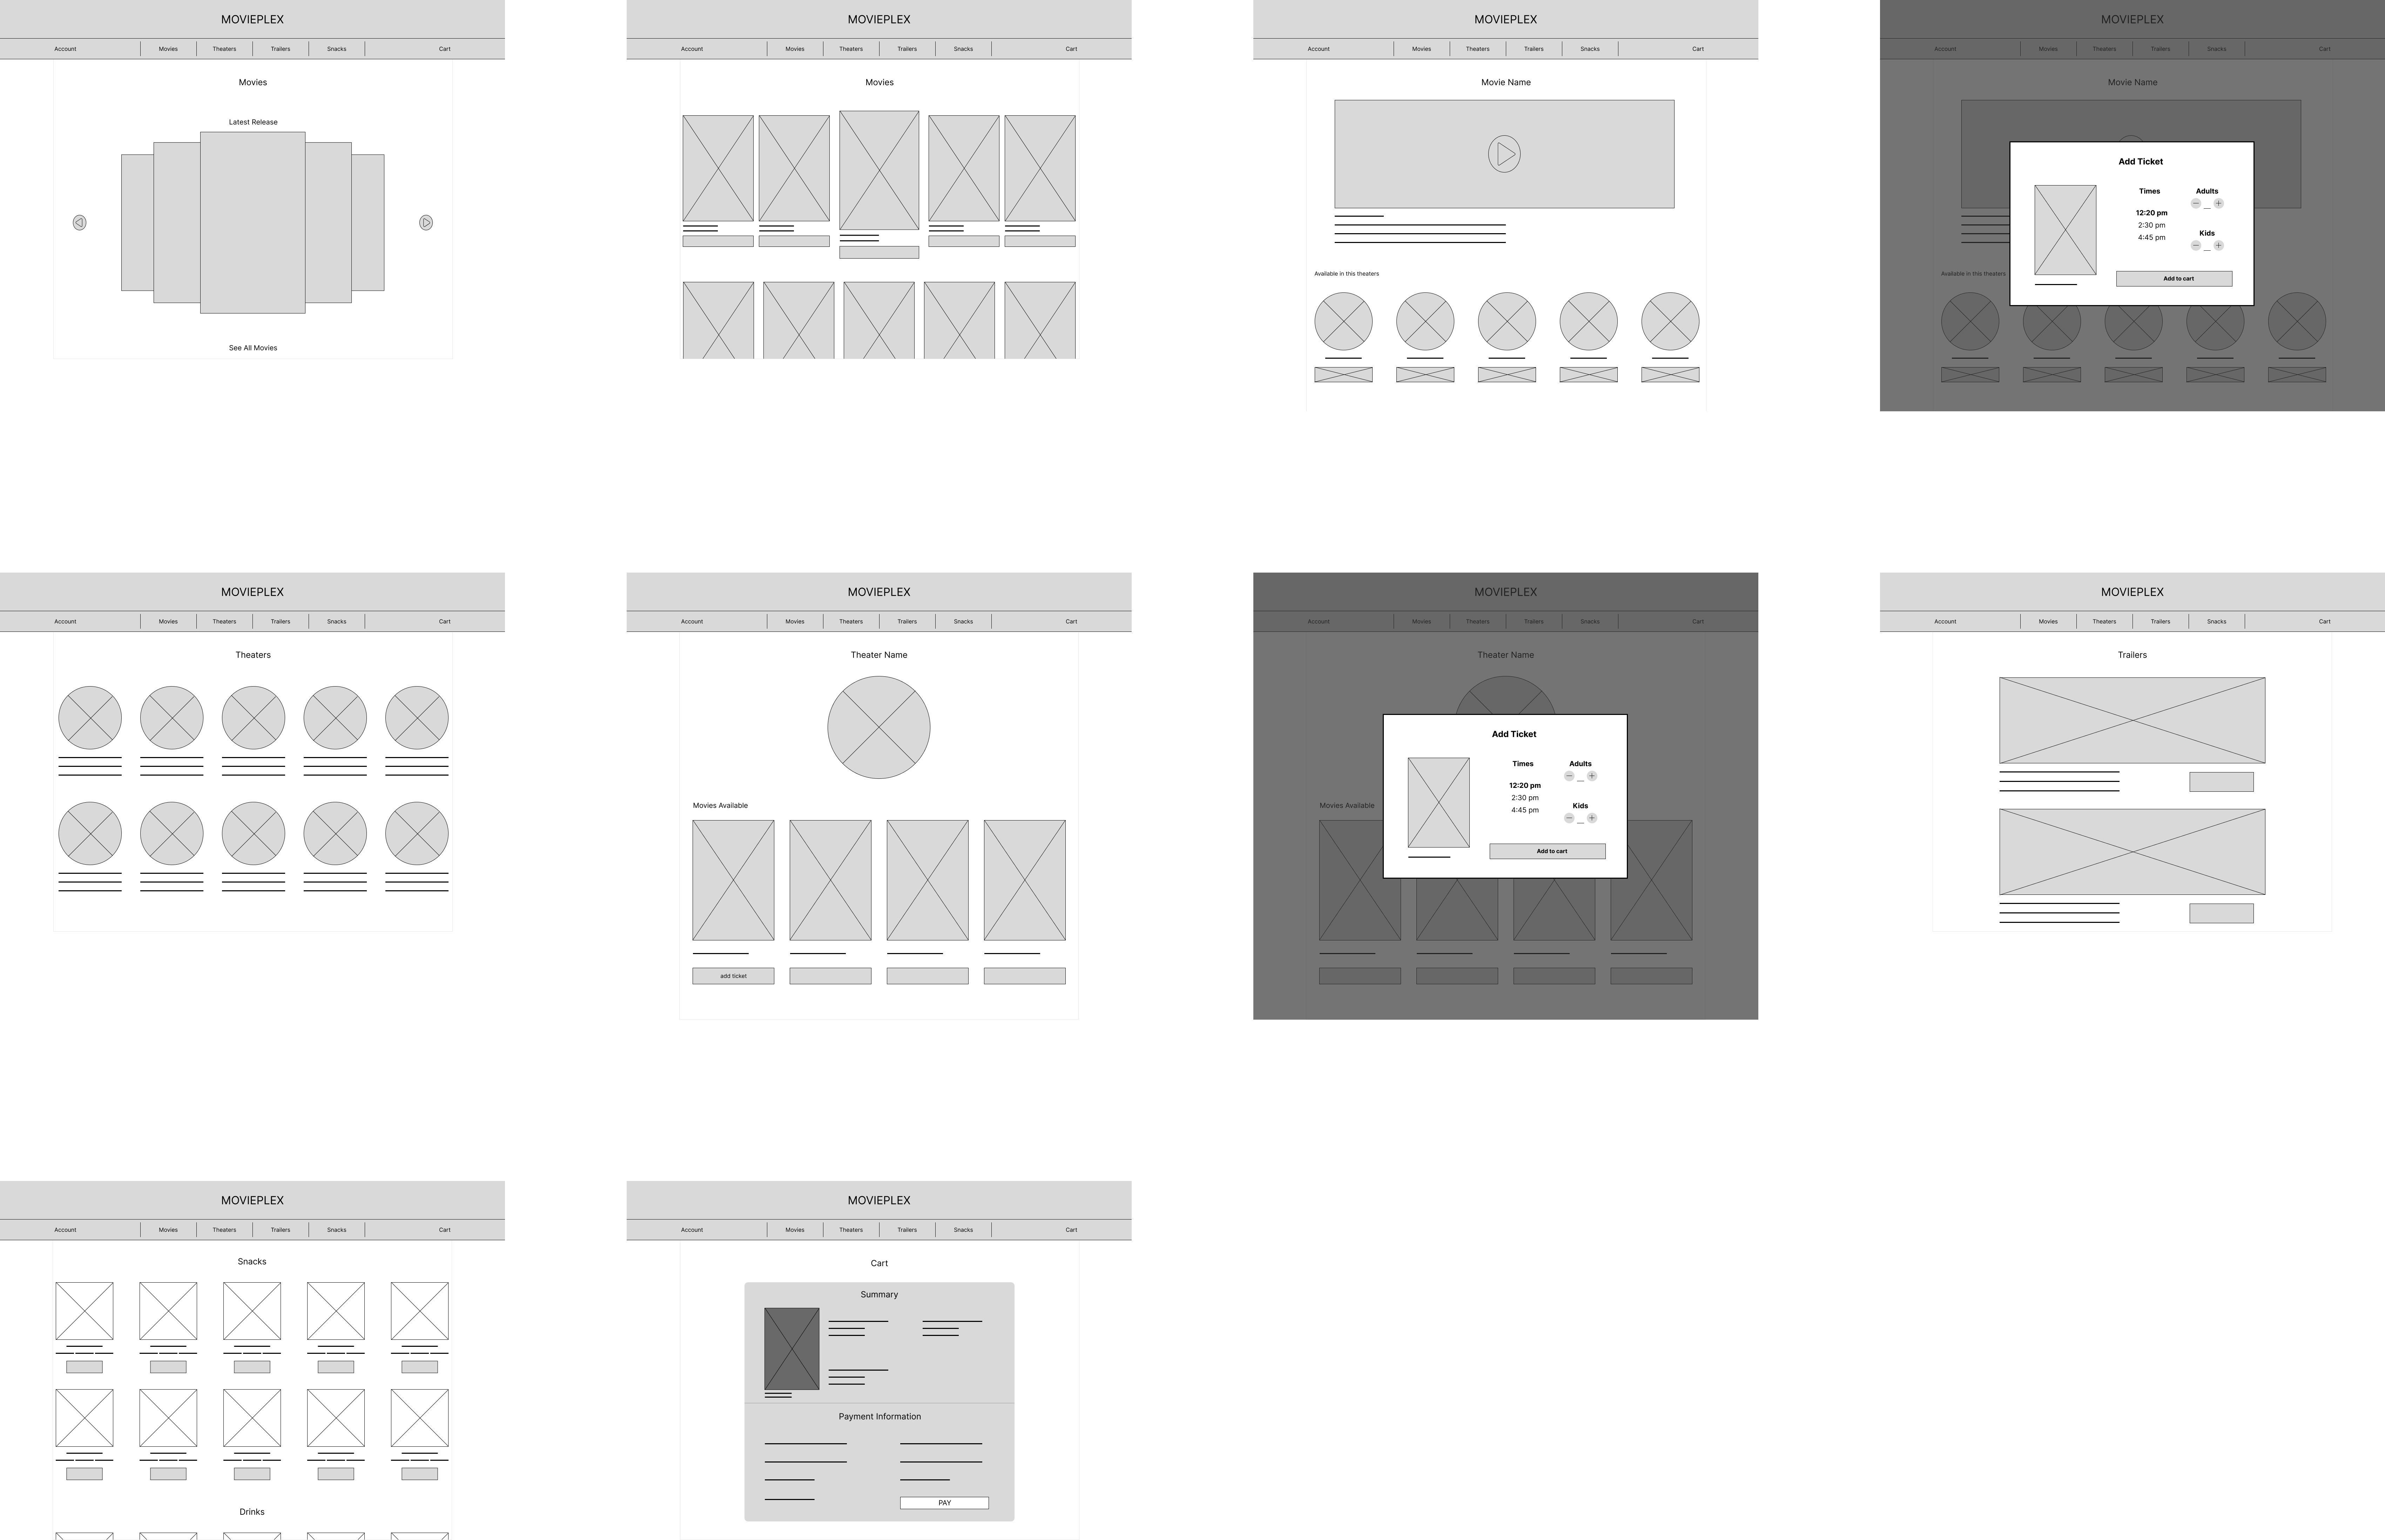 MOVIEPLEX
Account Movies Theaters Trailers Snacks Cart
Movies
Latest Release
See All Movies
MOVIEPLEX
Account Movies Theaters Trailers Snacks Cart
Movies
MOVIEPLEX
Account Movies Theaters Trailers Snacks Cart
Movie Name
Available in this theaters
MOVIEPLEX
Account Movies Theaters Trailers Snacks Cart
Movie Name
Add Ticket
Times Adults
12:20 pm
2:30 pm
Kids
4:45 pm
Available in this theaters
Add to cart
MOVIEPLEX
Account Movies Theaters Trailers Snacks Cart
Theaters
MOVIEPLEX
Account Movies Theaters Trailers Snacks Cart
Theater Name
Movies Available
add ticket
MOVIEPLEX
Account Movies Theaters Trailers Snacks Cart
Theater Name
Add Ticket
Times Adults
12:20 pm
2:30 pm
Kids
4:45 pm
Movies Available
Add to cart
MOVIEPLEX
Account Movies Theaters Trailers Snacks Cart
Trailers
MOVIEPLEX
Account Movies Theaters Trailers Snacks Cart
Snacks
Drinks
MOVIEPLEX
Account Movies Theaters Trailers Snacks Cart
Cart
Summary
Payment Information
PAY